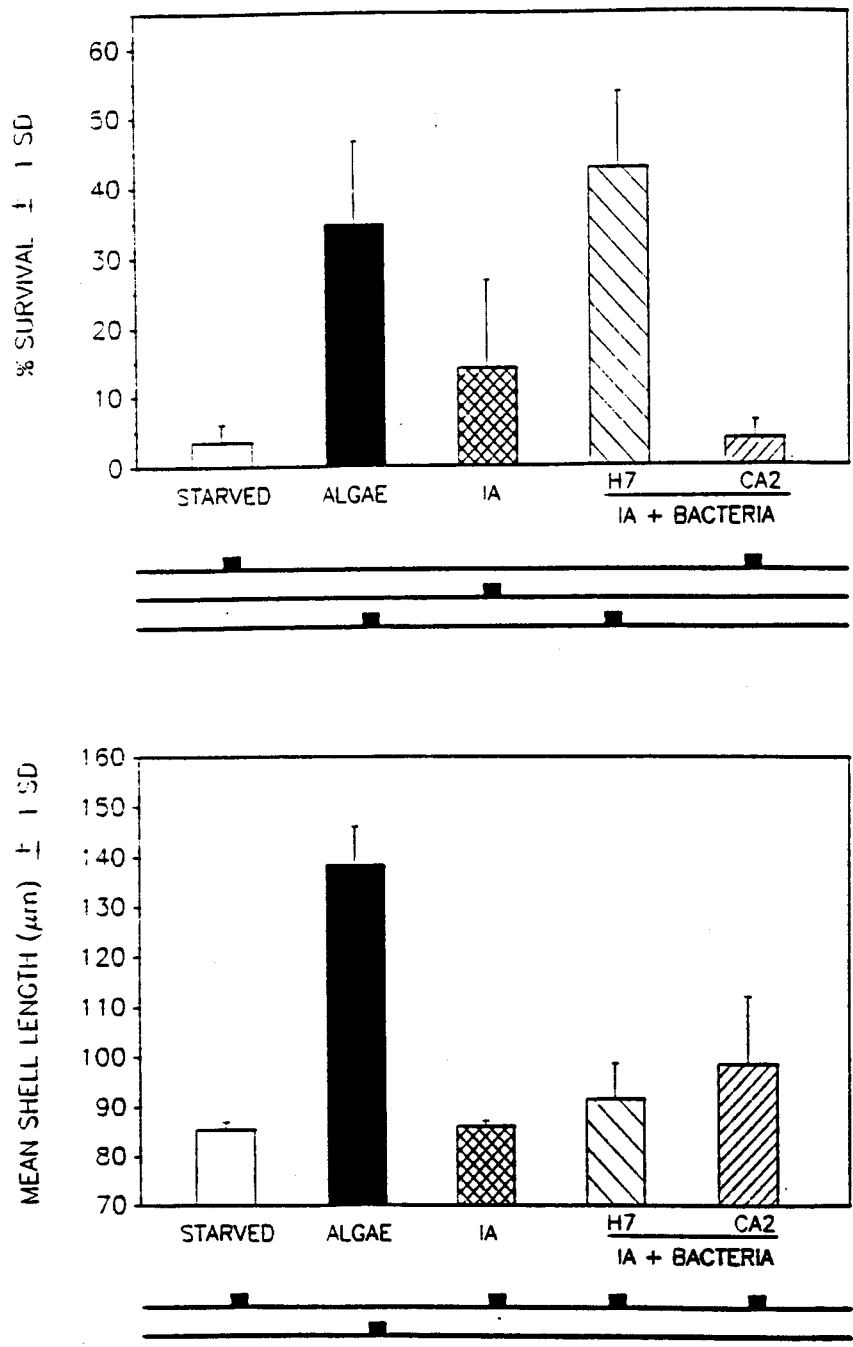 % SURVIVAL ± 1 SD
60
50
40
30
20
10
0
STARVED ALGAE IA H7 CA2
IA + BACTERIA
MEAN SHELL LENGTH (μm) ± 1 SD
160
150
140
130
120
110
100
90
80
70
STARVED ALGAE IA H7 CA2
IA + BACTERIA